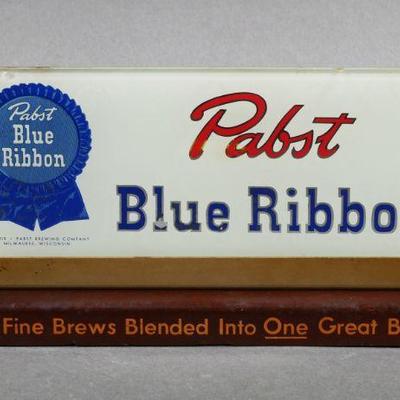 Pabst
Blue
Ribbon
PABST BREWING COMPANY
MILWAUKEE, WISCONSIN
Pabst
Blue Ribbo
Fine Brews Blended Into One Great B